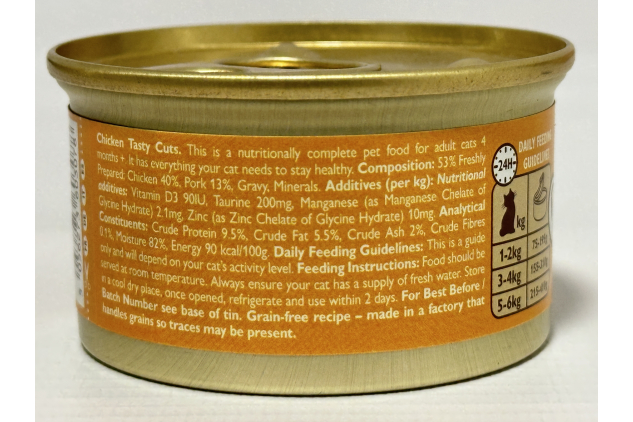 Chicken Tasty Cuts. This is a nutritionally complete pet food for adult cats 4
months + It has everything your cat needs to stay healthy. Composition: 53% Freshly
Prepared Chicken 40%, Pork 13%, Gravy, Minerals. Additives (per kg): Nutritional
additives: Vitamin D3 90IU, Taurine 200mg, Manganese (as Manganese Chelate of
Glycine Hydrate) 2.1mg, Zinc (as Zinc Chelate of Glycine Hydrate) 10mg. Analytical
Constituents: Crude Protein 9.5%, Crude Fat 5.5%, Crude Ash 2%, Crude Fibres
0.1%, Moisture 82%, Energy 90 kcal/100g. Daily Feeding Guidelines: This is a guide
only and will depend on your cat's activity level. Feeding Instructions: Food should be
served at room temperature. Always ensure your cat has a supply of fresh water. Store
in a cool dry place, once opened, refrigerate and use within 2 days. For Best Before /
Batch Number see base of tin. Grain-free recipe – made in a factory that
handles grains so traces may be present.
24H
DAILY FEEDING
GUIDELINE
kg
1-2kg
3-4kg
5-6kg